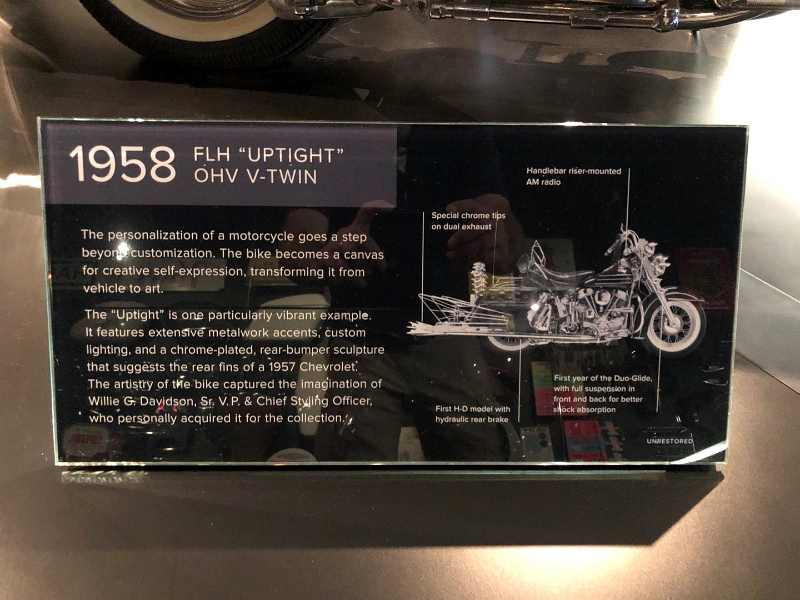 1958
FLH “UPTIGHT”
OHV V-TWIN
The personalization of a motorcycle goes a step
beyond customization. The bike becomes a canvas
for creative self-expression, transforming it from
vehicle to art.
The “Uptight” is one particularly vibrant example.
It features extensive metalwork accents, custom
lighting, and a chrome-plated, rear-bumper sculpture
that suggests the rear fins of a 1957 Chevrolet.
The artistry of the bike captured the imagination of
Willie G. Davidson, Sr. V.P. & Chief Styling Officer,
who personally acquired it for the collection.
Handlebar riser-mounted
AM radio
Special chrome tips
on dual exhaust
First year of the Duo-Glide,
with full suspension in
front and back for better
shock absorption
First H-D model with
hydraulic rear brake
UNRESTORED